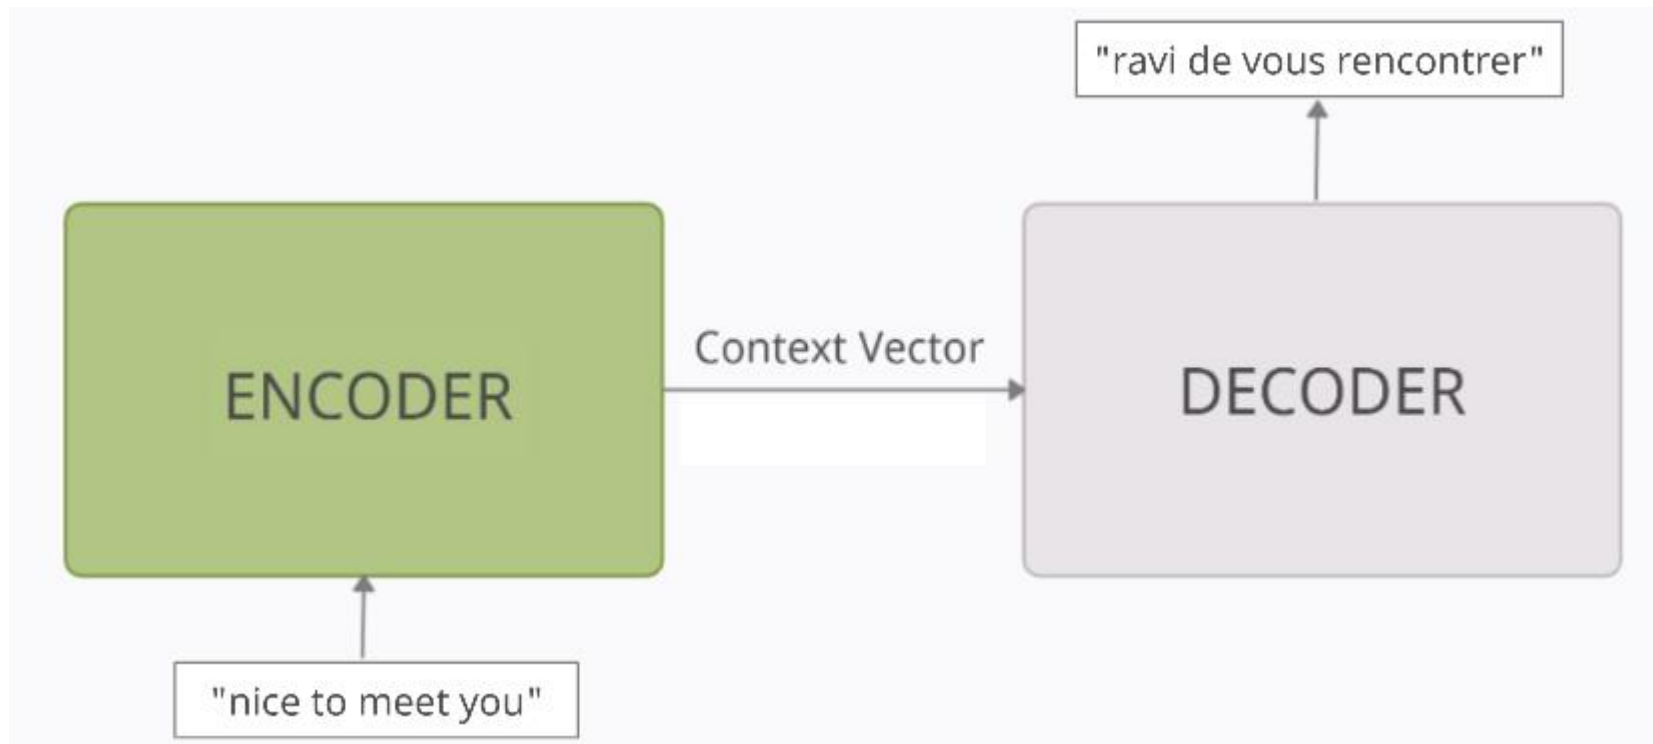 "ravi de vous rencontrer"
Context Vector
ENCODER
DECODER
"nice to meet you"